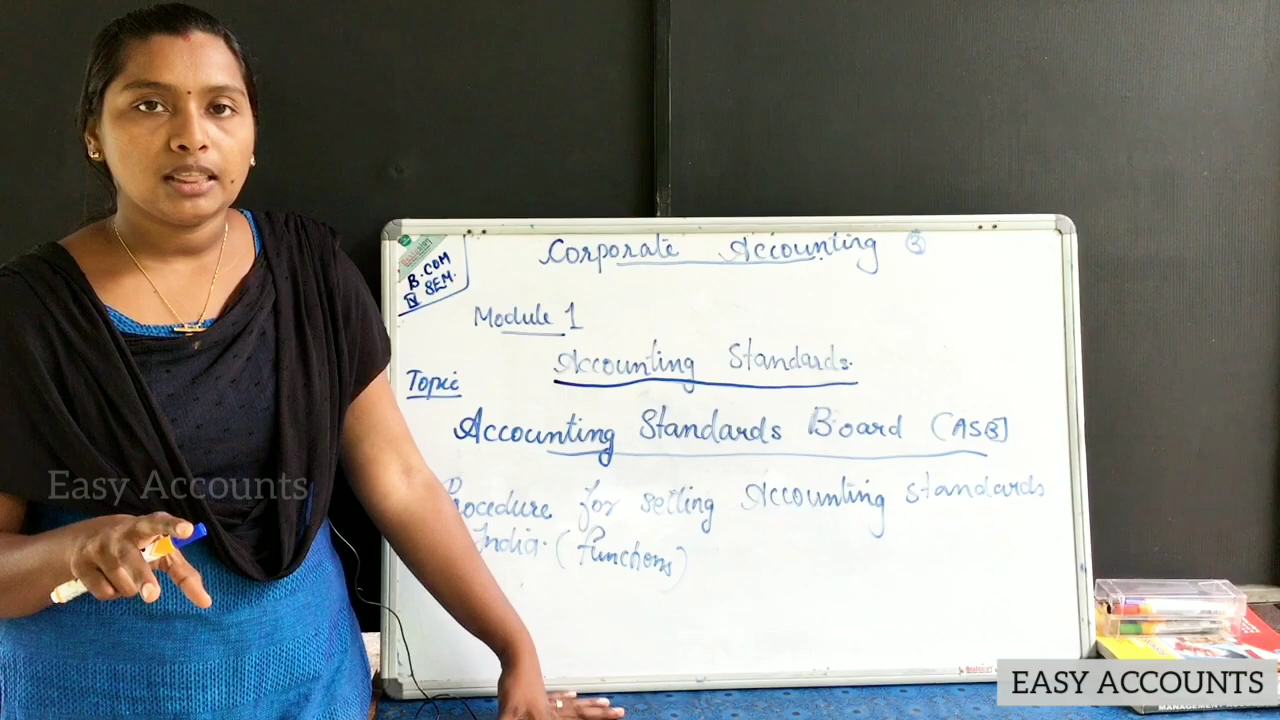 Corporate Accounting ③
B.COM
IV SEM.
Module 1
Accounting Standards.
Topic
Accounting Standards Board (ASB]
Procedure for setting Accounting Standards
India. (Functions)
Easy Accounts
EASY ACCOUNTS